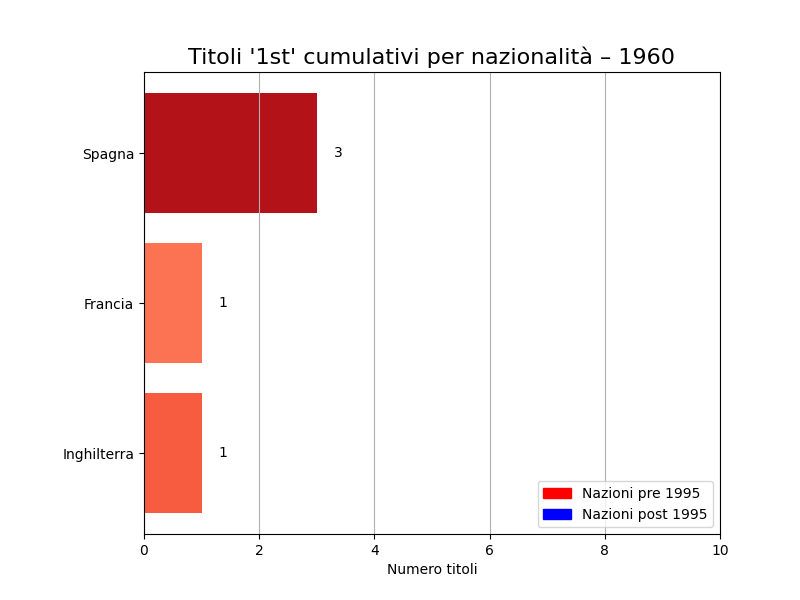 Titoli '1st' cumulativi per nazionalità – 1960
Spagna
3
Francia
1
Inghilterra
1
Nazioni pre 1995
Nazioni post 1995
0 2 4 6 8 10
Numero titoli